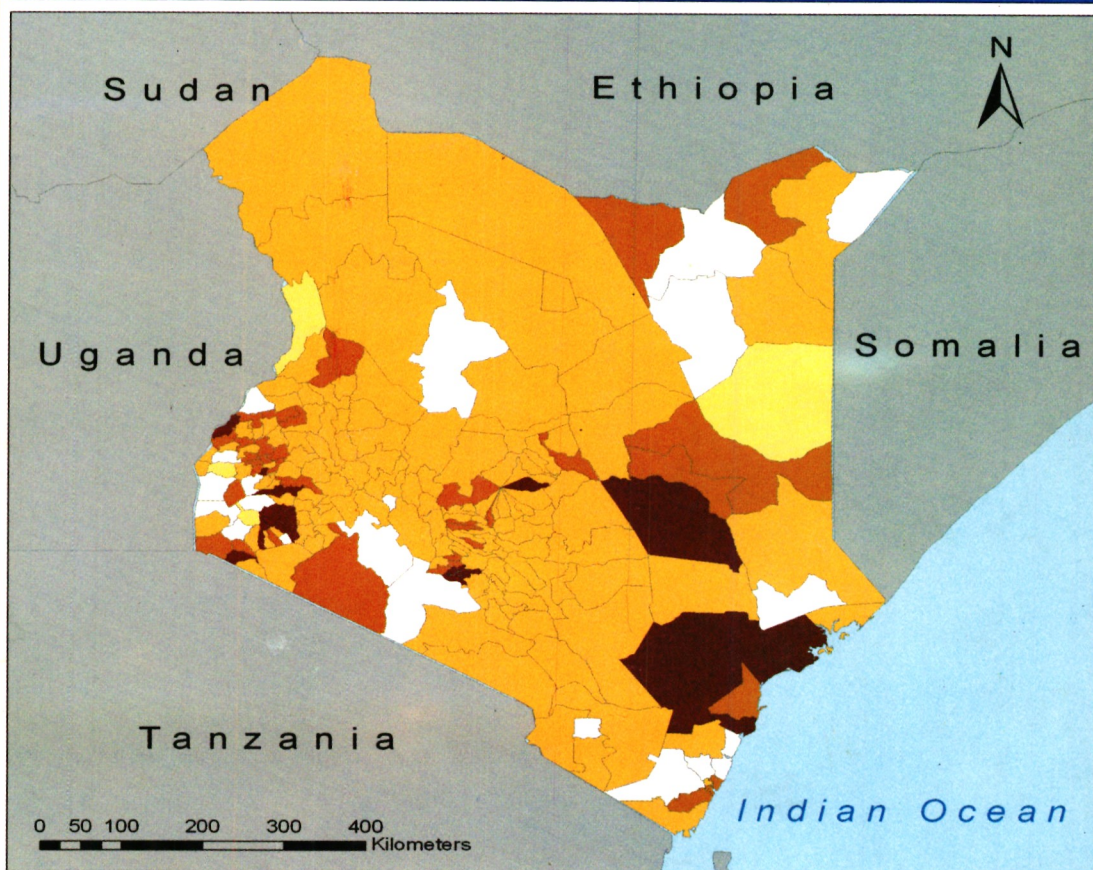 N
Sudan
Ethiopia
Uganda
Somalia
Tanzania
Indian Ocean
0 50 100 200 300 400
Kilometers